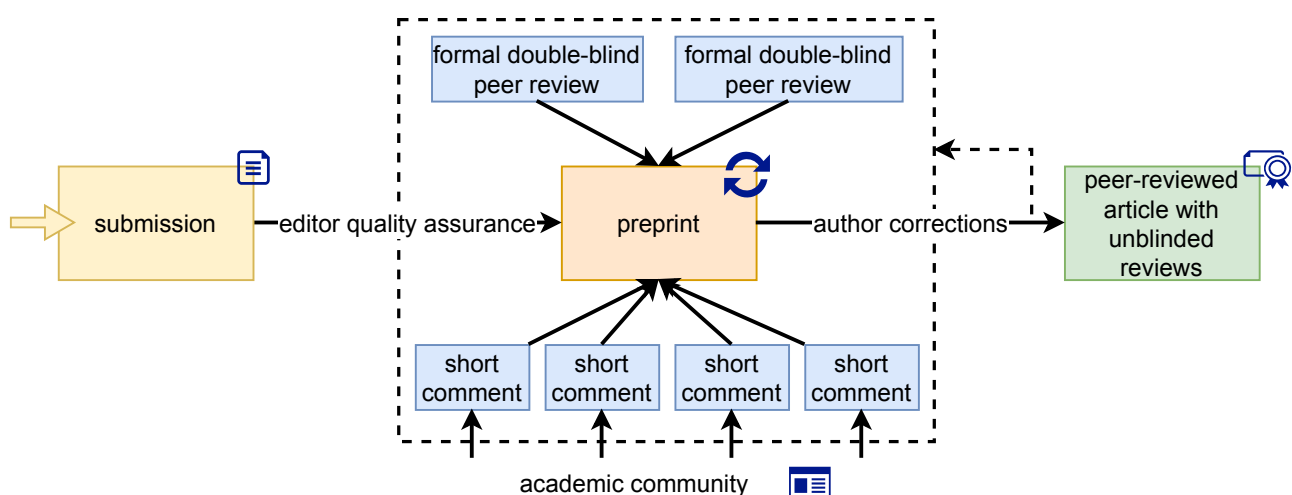 formal double-blind
peer review
formal double-blind
peer review
submission
editor quality assurance
preprint
author corrections
peer-reviewed
article with
unblinded
reviews
short
comment
short
comment
short
comment
short
comment
academic community